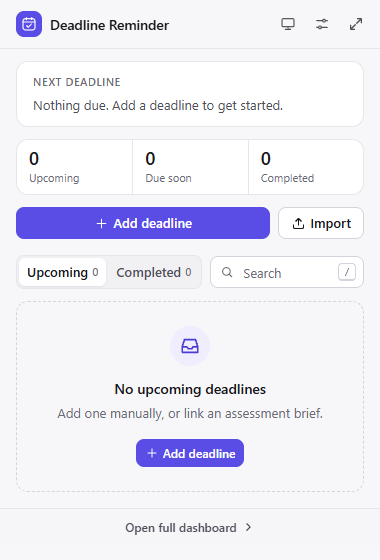 Deadline Reminder
NEXT DEADLINE
Nothing due. Add a deadline to get started.
0
Upcoming
0
Due soon
0
Completed
Add deadline
Import
Upcoming 0
Completed 0
Search
/
No upcoming deadlines
Add one manually, or link an assessment brief.
Add deadline
Open full dashboard